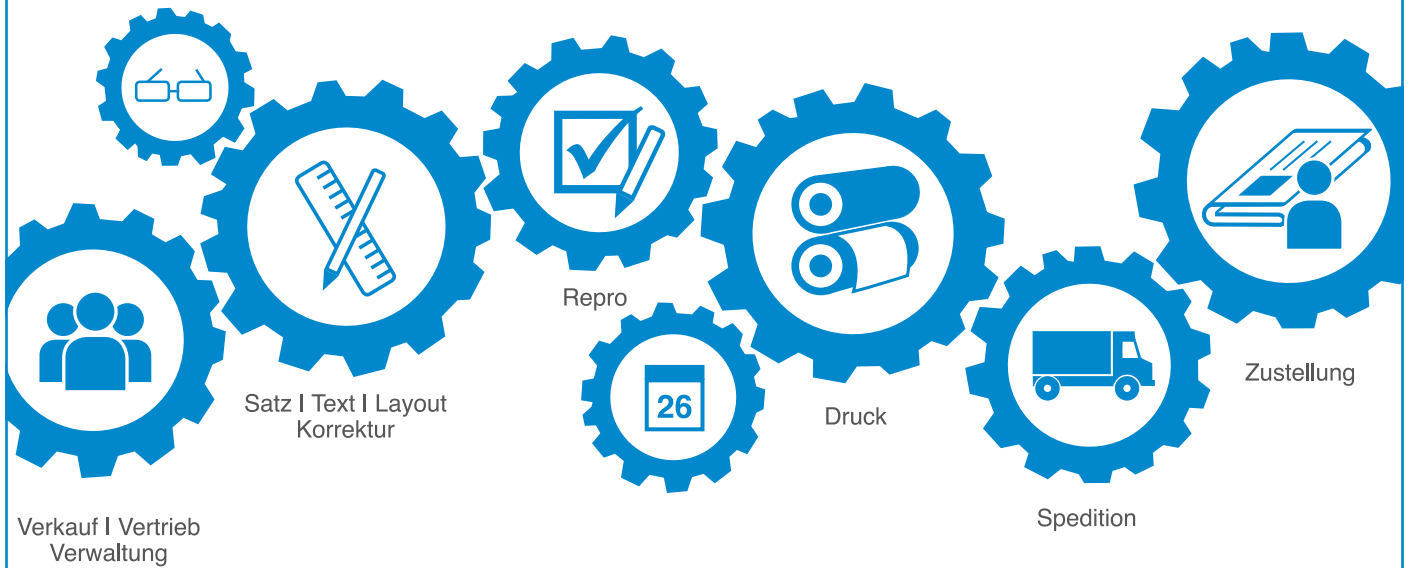 Verkauf I Vertrieb
Verwaltung
Satz I Text I Layout
Korrektur
Repro
26
Druck
Spedition
Zustellung